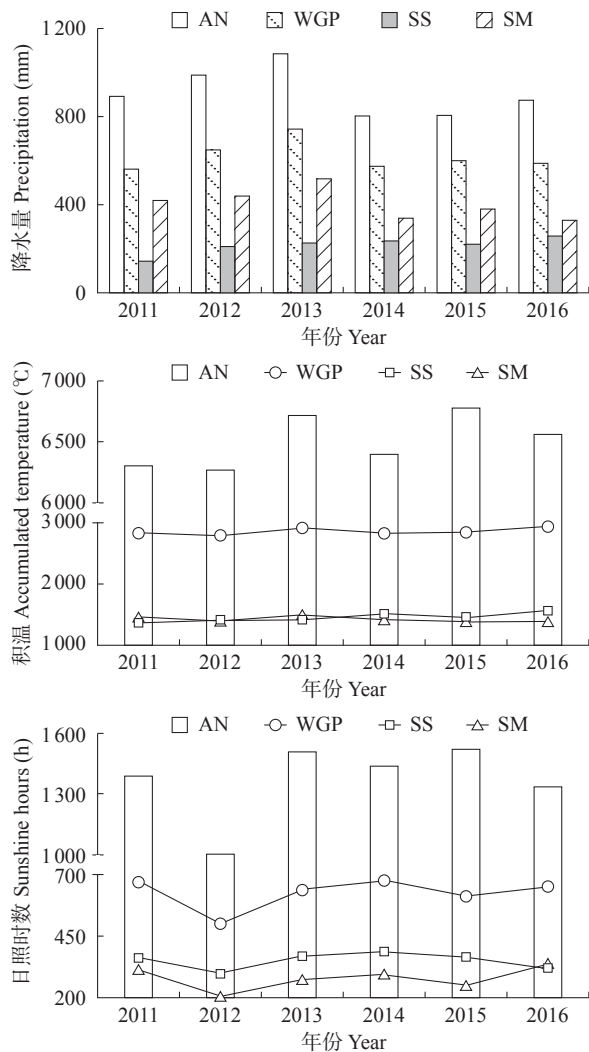 AN WGP SS SM
1 200
800
400
0
降水量 Precipitation (mm)
2011 2012 2013 2014 2015 2016
年份 Year
AN WGP SS SM
7 000
6 500
6 000
3 000
2 000
1 000
积温 Accumulated temperature (℃)
2011 2012 2013 2014 2015 2016
年份 Year
AN WGP SS SM
1 600
1 300
1 000
700
450
200
日照时数 Sunshine hours (h)
2011 2012 2013 2014 2015 2016
年份 Year